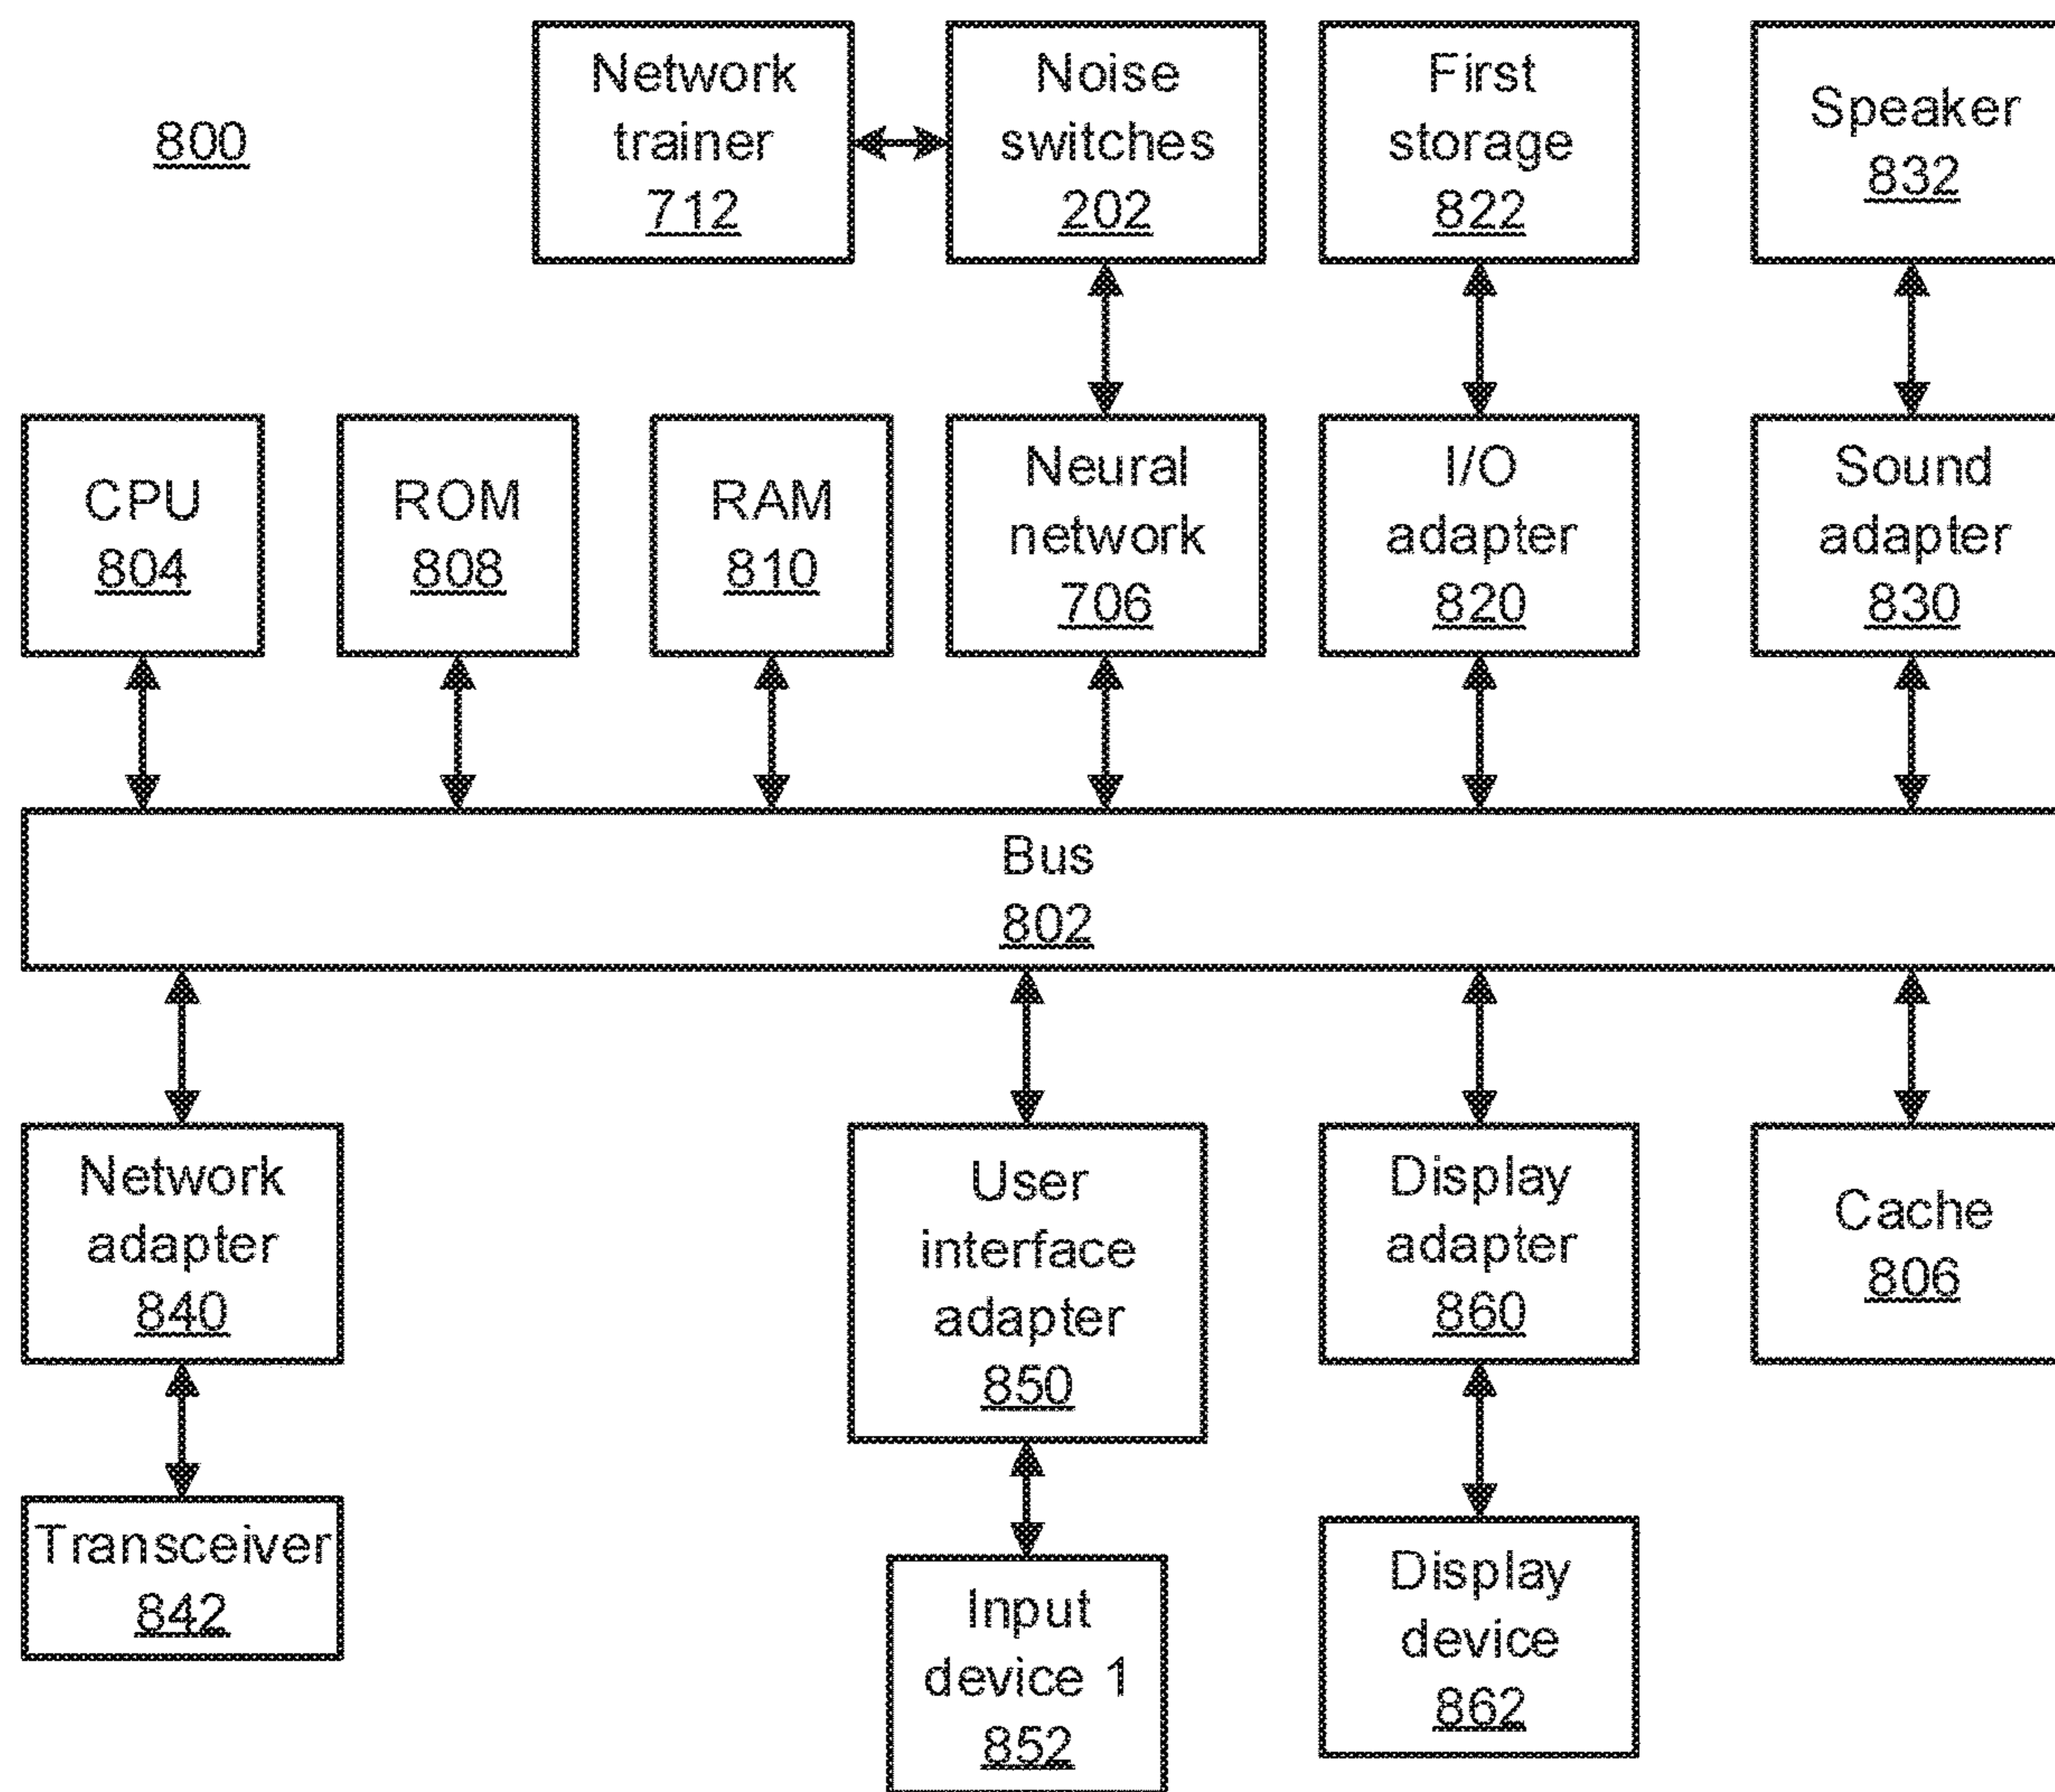 800
Network
trainer
712
Noise
switches
202
First
storage
822
Speaker
832
CPU
804
ROM
808
RAM
810
Neural
network
706
I/O
adapter
820
Sound
adapter
830
Bus
802
Network
adapter
840
User
interface
adapter
850
Display
adapter
860
Cache
806
Transceiver
842
Input
device 1
852
Display
device
862